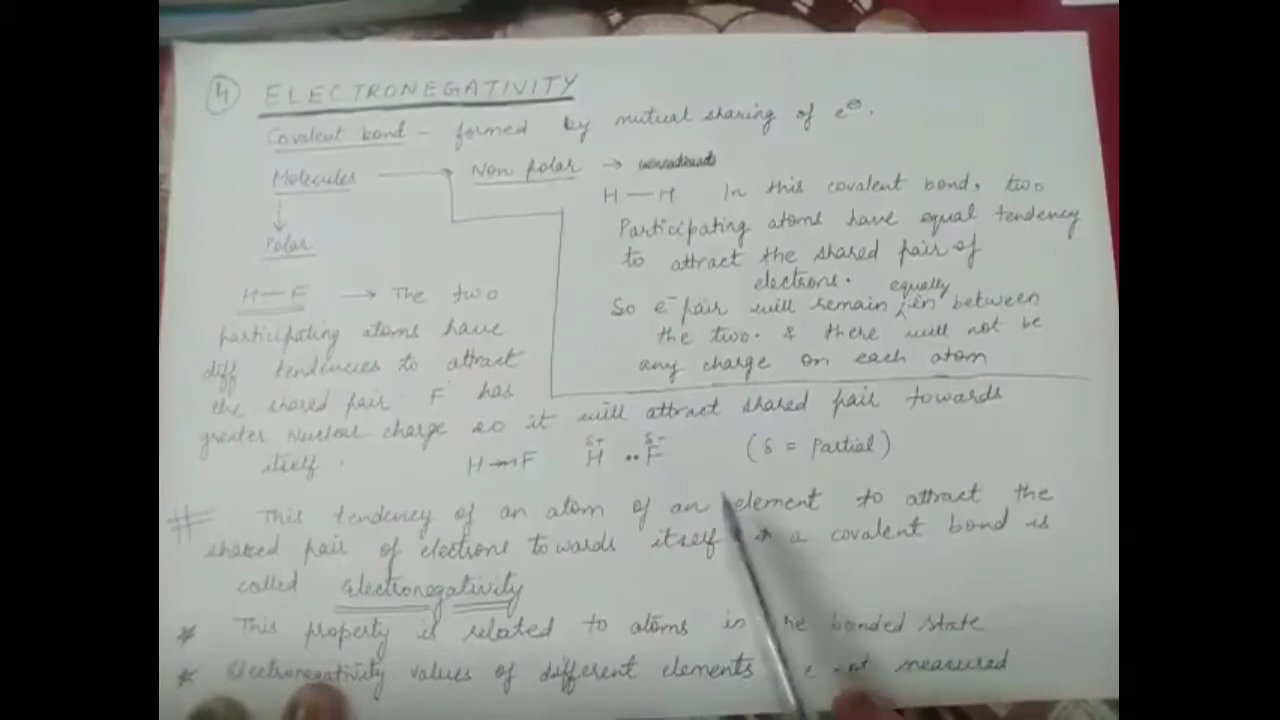 4 ELECTRONEGATIVITY
Covalent bond - formed by mutual sharing of e⊖.
Molecules → Non polar →
H — H In this covalent bond, two
Participating atoms have equal tendency
to attract the shared pair of
electrons.
So e⁻ pair will remain equally in between
the two. & there will not be
any charge on each atom
Polar
H — F → The two
participating atoms have
diff tendencies to attract
the shared pair F has
greater Nuclear charge so it will attract shared pair towards
itself.
H → F δ+ H •• δ- F (δ = Partial)
# This tendency of an atom of an element to attract the
shared pair of electrons towards itself a covalent bond is
called Electronegativity
* This property is related to atoms in bonded state
* Electronegativity values of different elements measured